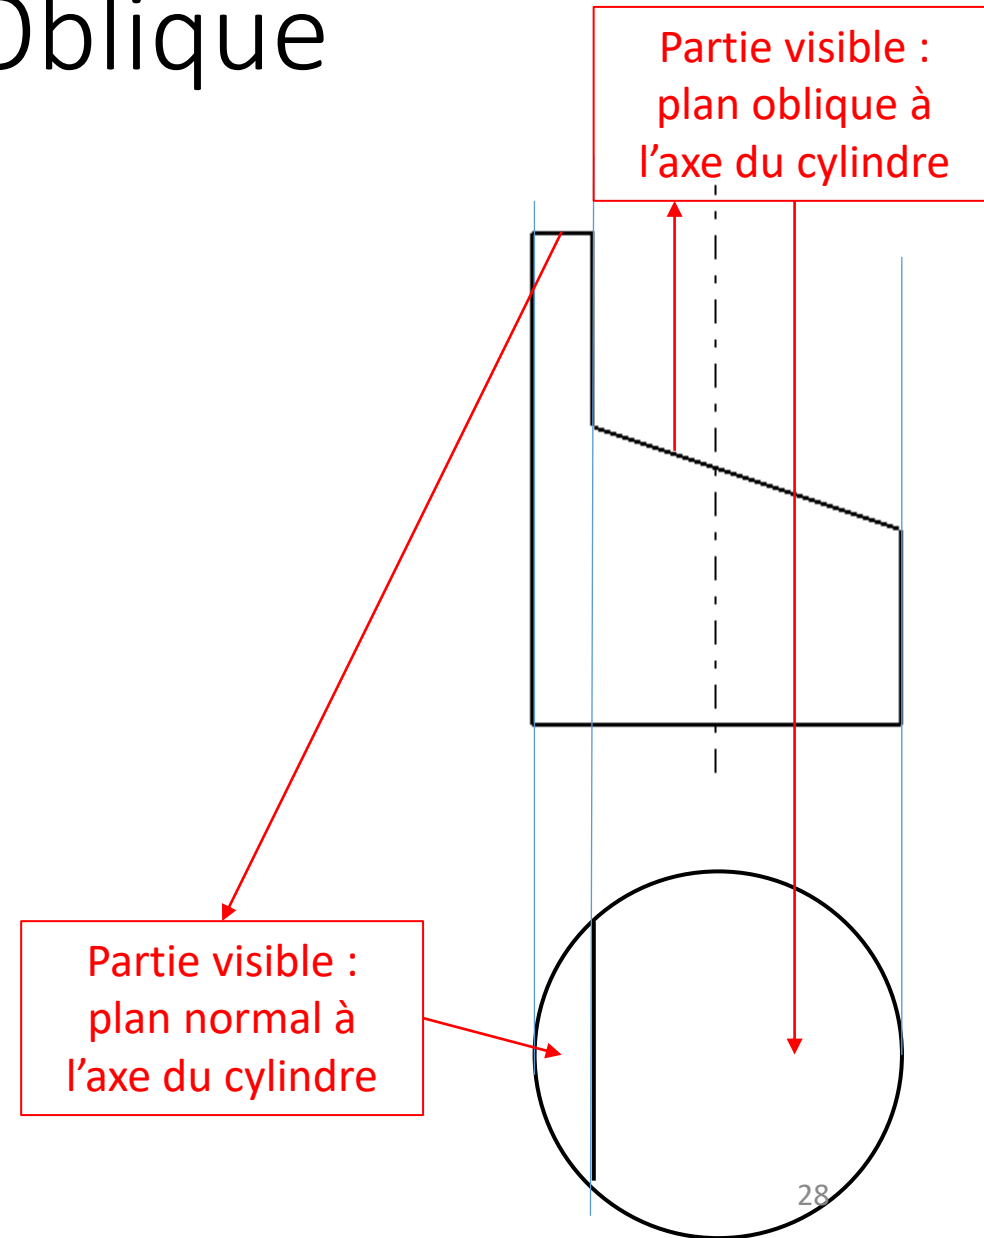 Oblique
Partie visible :
plan oblique à
l’axe du cylindre
Partie visible :
plan normal à
l’axe du cylindre
28